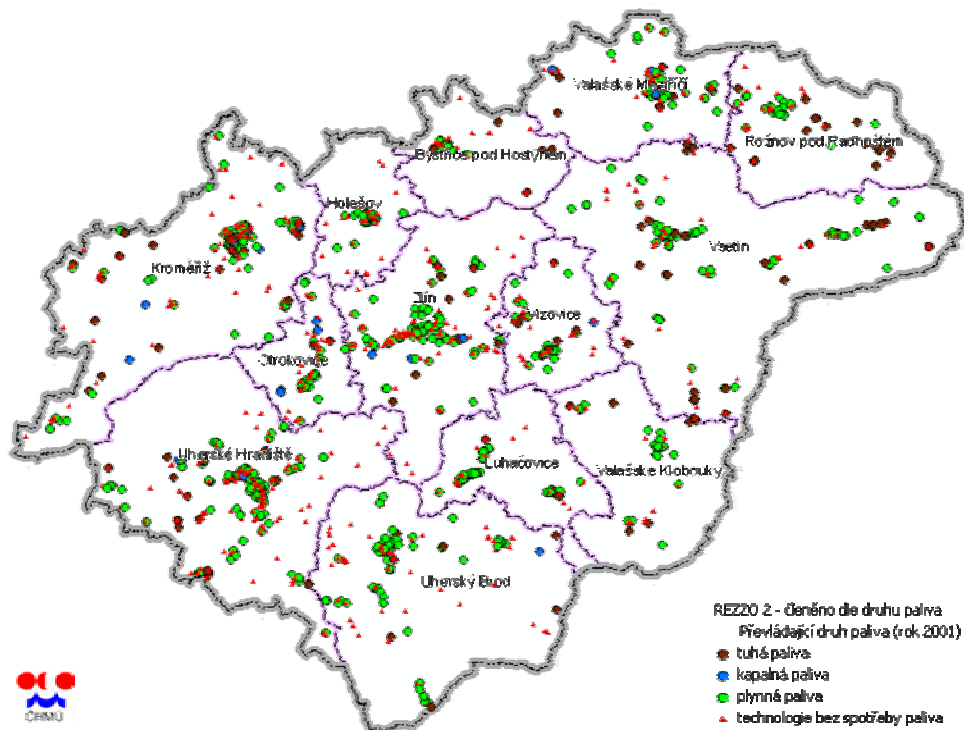 Valašské Meziříčí
Rožnov pod Radhoštěm
Bystřice pod Hostýnem
Holešov
Vsetín
Kroměříž
Zlín
Vizovice
Otrokovice
Uherské Hradiště
Luhačovice
Valašské Klobouky
Uherský Brod
REZZO 2 - členěno dle druhu paliva
Převládající druh paliva (rok 2001)
tuhá paliva
kapalná paliva
plynná paliva
technologie bez spotřeby paliva
ČHMÚ